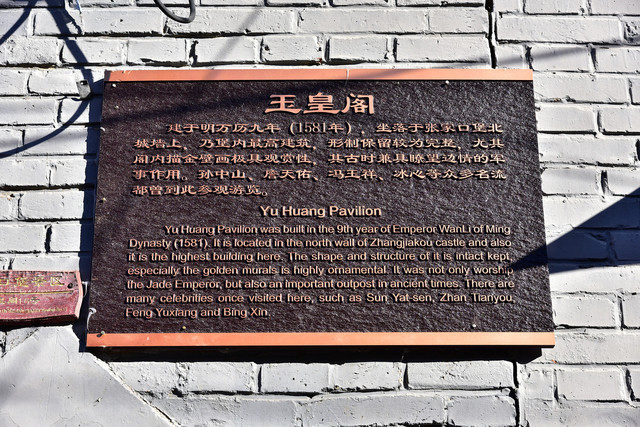 玉皇阁
建于明万历九年（1581年），坐落于张家口堡北
城墙上，乃堡内最高建筑，形制保留较为完整，尤其
阁内描金壁画极具观赏性，其古时兼具瞭望边情的军
事作用。孙中山、詹天佑、冯玉祥、冰心等众多名流
都曾到此参观游览。
Yu Huang Pavilion
Yu Huang Pavilion was built in the 9th year of Emperor WanLi of Ming
Dynasty (1581). It is located in the north wall of Zhangjiakou castle and also
it is the highest building here. The shape and structure of it is intact kept,
especially the golden murals is highly ornamental. It was not only worship
the Jade Emperor, but also an important outpost in ancient times. There are
many celebrities once visited here, such as Sun Yat-sen, Zhan Tianyou,
Feng Yuxiang and Bing Xin.